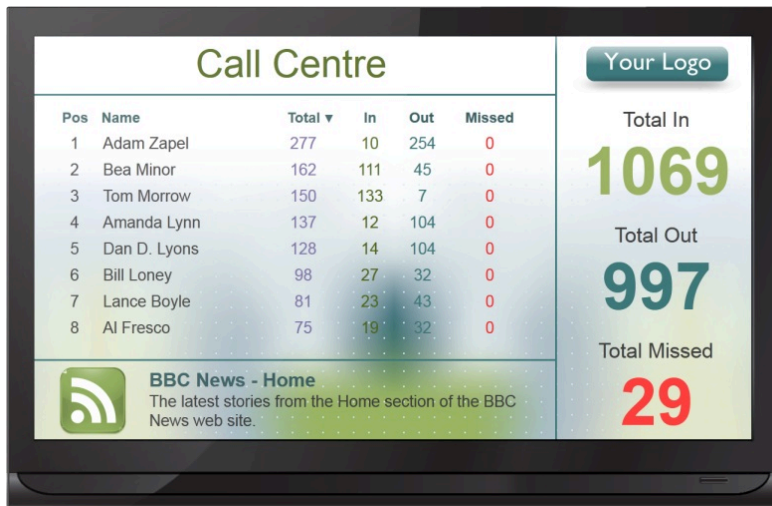 Call Centre
Pos Name Total ▼ In Out Missed
1 Adam Zapel 277 10 254 0
2 Bea Minor 162 111 45 0
3 Tom Morrow 150 133 7 0
4 Amanda Lynn 137 12 104 0
5 Dan D. Lyons 128 14 104 0
6 Bill Loney 98 27 32 0
7 Lance Boyle 81 23 43 0
8 Al Fresco 75 19 32 0
BBC News - Home
The latest stories from the Home section of the BBC
News web site.
Your Logo
Total In
1069
Total Out
997
Total Missed
29